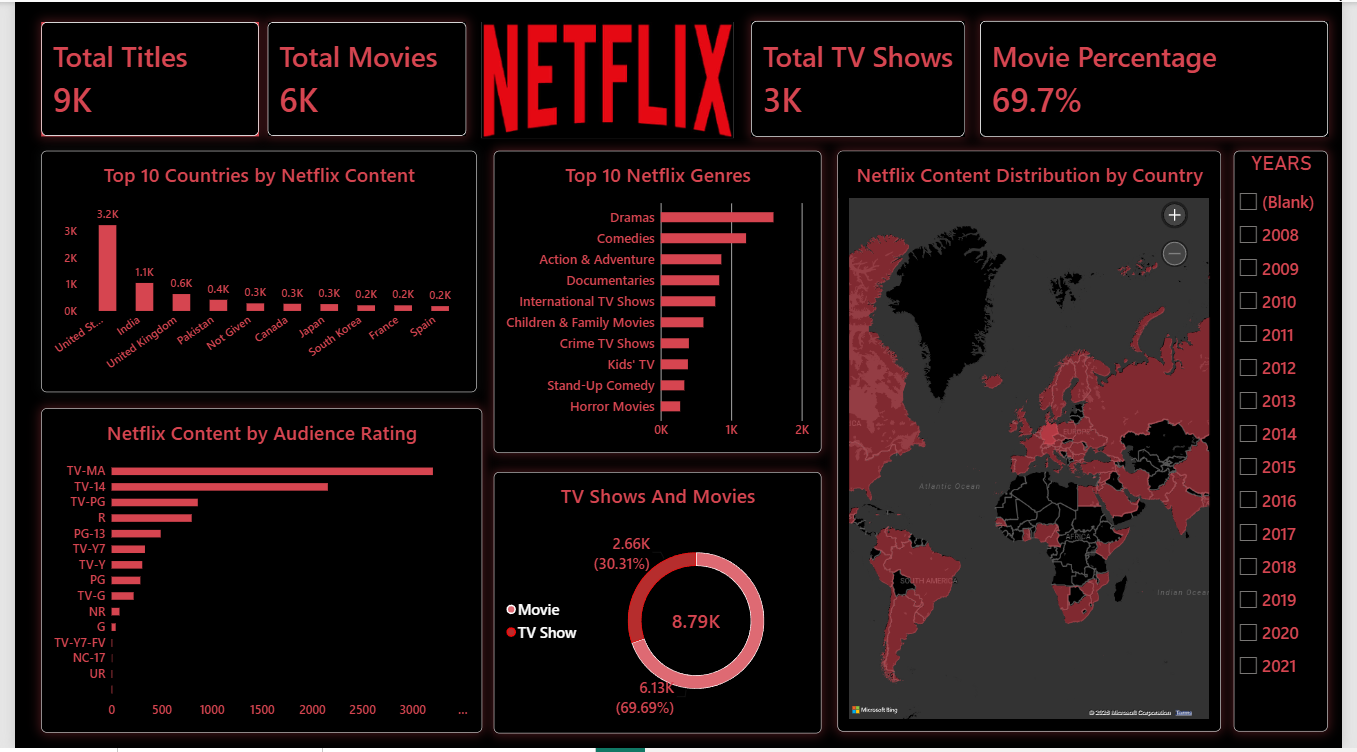 Total Titles
9K
Total Movies
6K
NETFLIX
Total TV Shows
3K
Movie Percentage
69.7%
Top 10 Countries by Netflix Content
3.2K
1.1K
0.6K
0.4K
0.3K
0.3K
0.3K
0.2K
0.2K
0.2K
3K
2K
1K
0K
United St...
India
United Kingdom
Pakistan
Not Given
Canada
Japan
South Korea
France
Spain
Top 10 Netflix Genres
Dramas
Comedies
Action & Adventure
Documentaries
International TV Shows
Children & Family Movies
Crime TV Shows
Kids' TV
Stand-Up Comedy
Horror Movies
0K 1K 2K
Netflix Content Distribution by Country
EUROPE
Atlantic Ocean
AFRICA
SOUTH AMERICA
Indian Ocean
Microsoft Bing
Microsoft Corporation Terms
YEARS
(Blank)
2008
2009
2010
2011
2012
2013
2014
2015
2016
2017
2018
2019
2020
2021
Netflix Content by Audience Rating
TV-MA
TV-14
TV-PG
R
PG-13
TV-Y7
TV-Y
PG
TV-G
NR
G
TV-Y7-FV
NC-17
UR
0 500 1000 1500 2000 2500 3000 ...
TV Shows And Movies
2.66K
(30.31%)
Movie
TV Show
8.79K
6.13K
(69.69%)